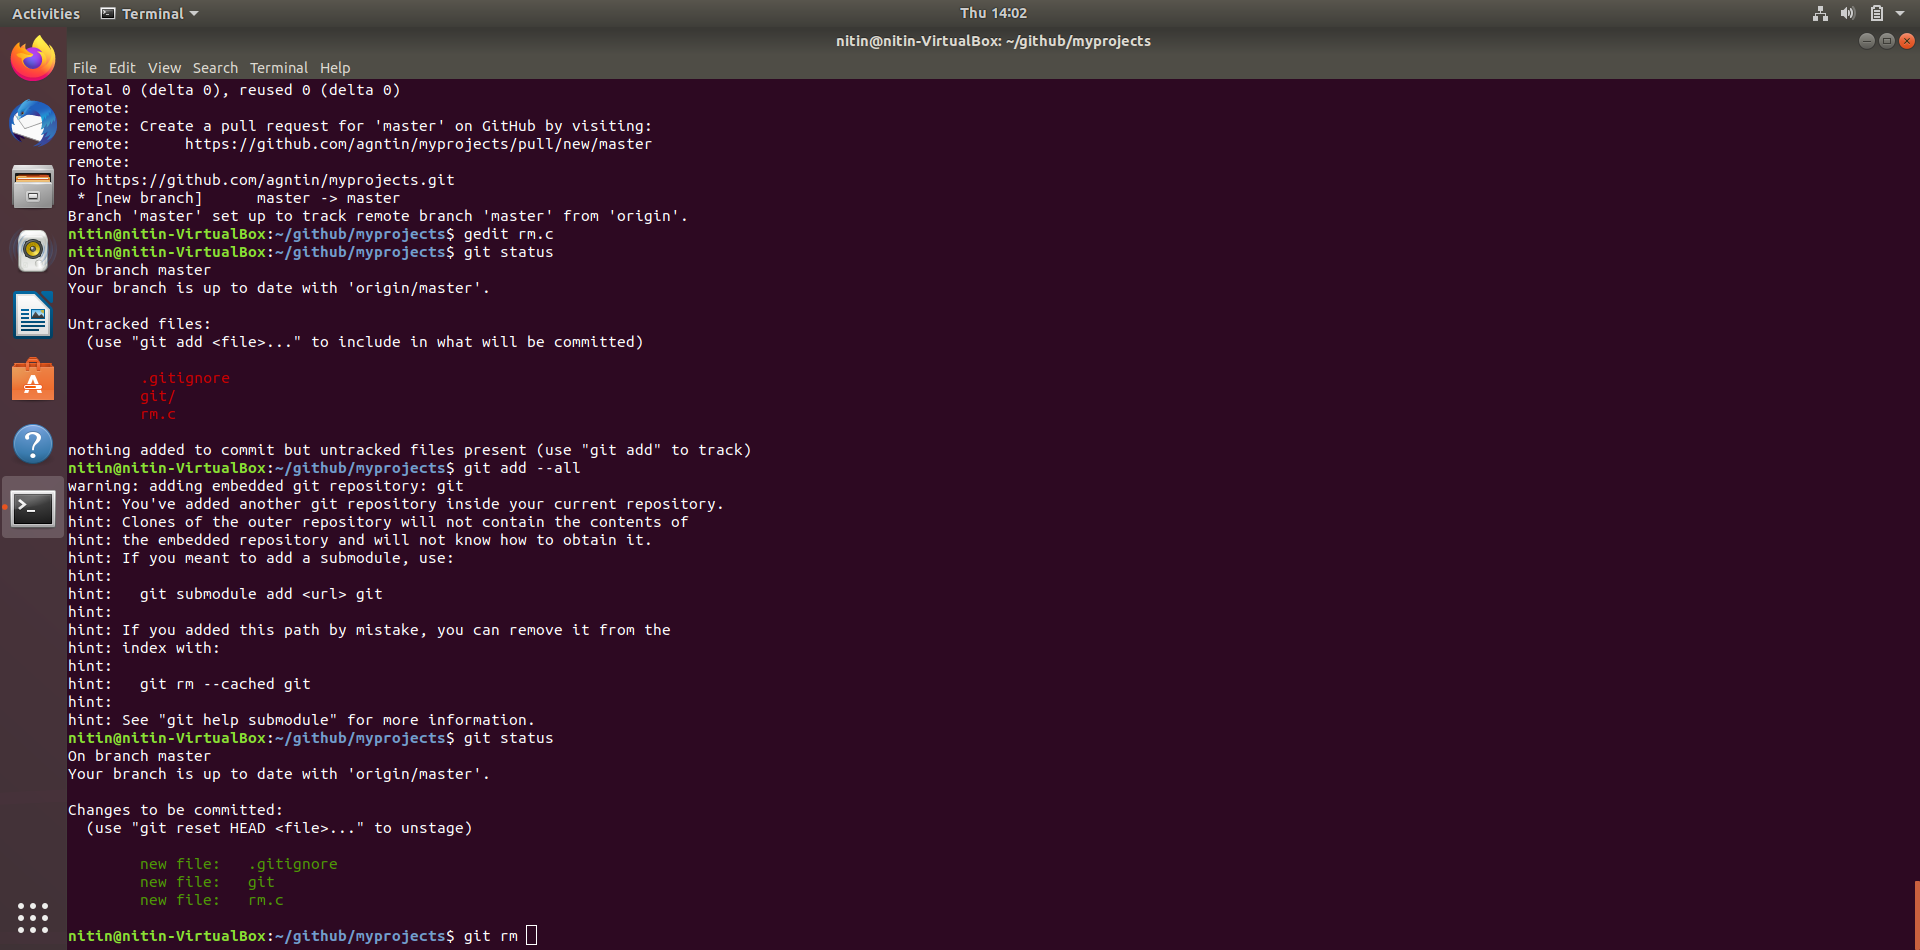 Activities Terminal Thu 14:02
nitin@nitin-VirtualBox: ~/github/myprojects
File Edit View Search Terminal Help
Total 0 (delta 0), reused 0 (delta 0)
remote:
remote: Create a pull request for 'master' on GitHub by visiting:
remote:      https://github.com/agntin/myprojects/pull/new/master
remote:
To https://github.com/agntin/myprojects.git
 * [new branch]      master -> master
Branch 'master' set up to track remote branch 'master' from 'origin'.
nitin@nitin-VirtualBox:~/github/myprojects$ gedit rm.c
nitin@nitin-VirtualBox:~/github/myprojects$ git status
On branch master
Your branch is up to date with 'origin/master'.
Untracked files:
  (use "git add <file>..." to include in what will be committed)
        .gitignore
        git/
        rm.c
nothing added to commit but untracked files present (use "git add" to track)
nitin@nitin-VirtualBox:~/github/myprojects$ git add --all
warning: adding embedded git repository: git
hint: You've added another git repository inside your current repository.
hint: Clones of the outer repository will not contain the contents of
hint: the embedded repository and will not know how to obtain it.
hint: If you meant to add a submodule, use:
hint:
hint:   git submodule add <url> git
hint:
hint: If you added this path by mistake, you can remove it from the
hint: index with:
hint:
hint:   git rm --cached git
hint:
hint: See "git help submodule" for more information.
nitin@nitin-VirtualBox:~/github/myprojects$ git status
On branch master
Your branch is up to date with 'origin/master'.
Changes to be committed:
  (use "git reset HEAD <file>..." to unstage)
        new file:   .gitignore
        new file:   git
        new file:   rm.c
nitin@nitin-VirtualBox:~/github/myprojects$ git rm